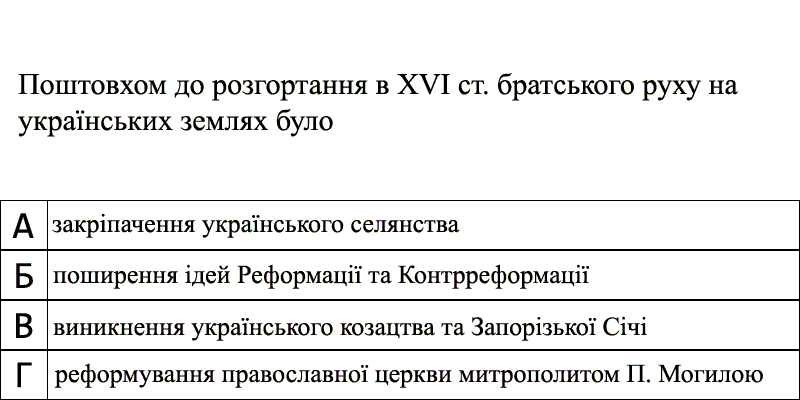 Поштовхом до розгортання в XVI ст. братського руху на
українських землях було
А закріпачення українського селянства
Б поширення ідей Реформації та Контрреформації
В виникнення українського козацтва та Запорізької Січі
Г реформування православної церкви митрополитом П. Могилою